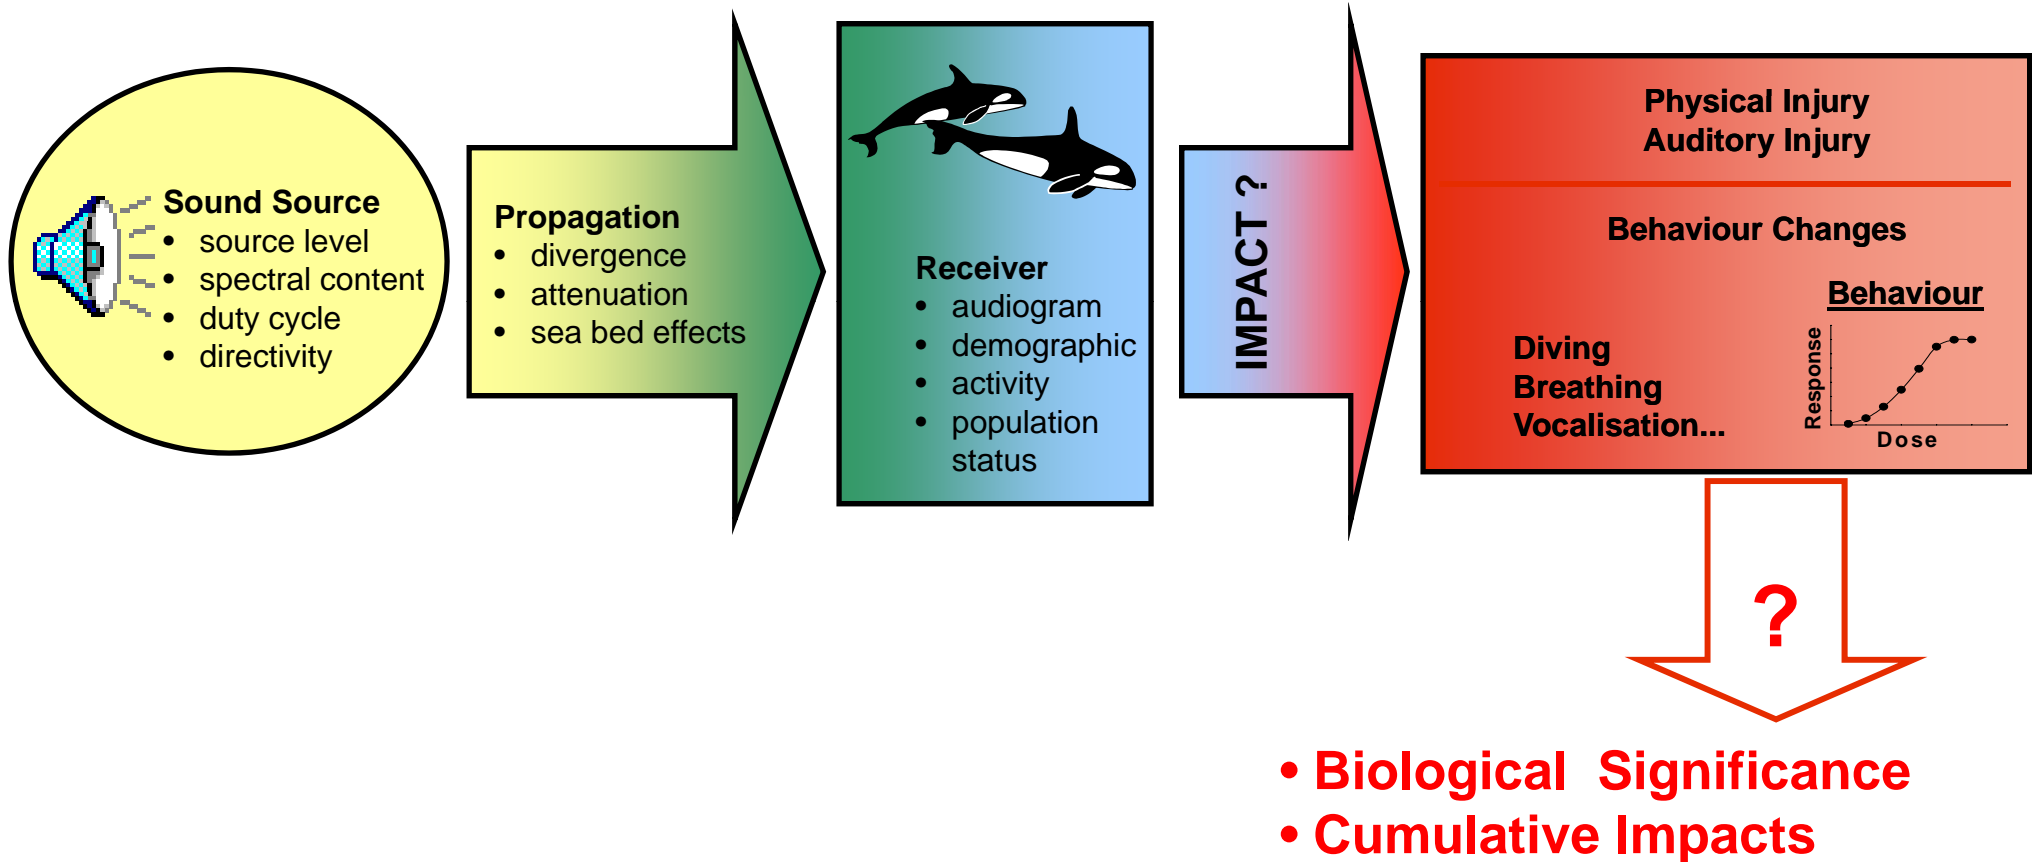 Sound Source
• source level
• spectral content
• duty cycle
• directivity
Propagation
• divergence
• attenuation
• sea bed effects
Receiver
• audiogram
• demographic
• activity
• population
status
IMPACT ?
Physical Injury
Auditory Injury
Behaviour Changes
Diving
Breathing
Vocalisation...
Behaviour
Response
Dose
?
• Biological Significance
• Cumulative Impacts